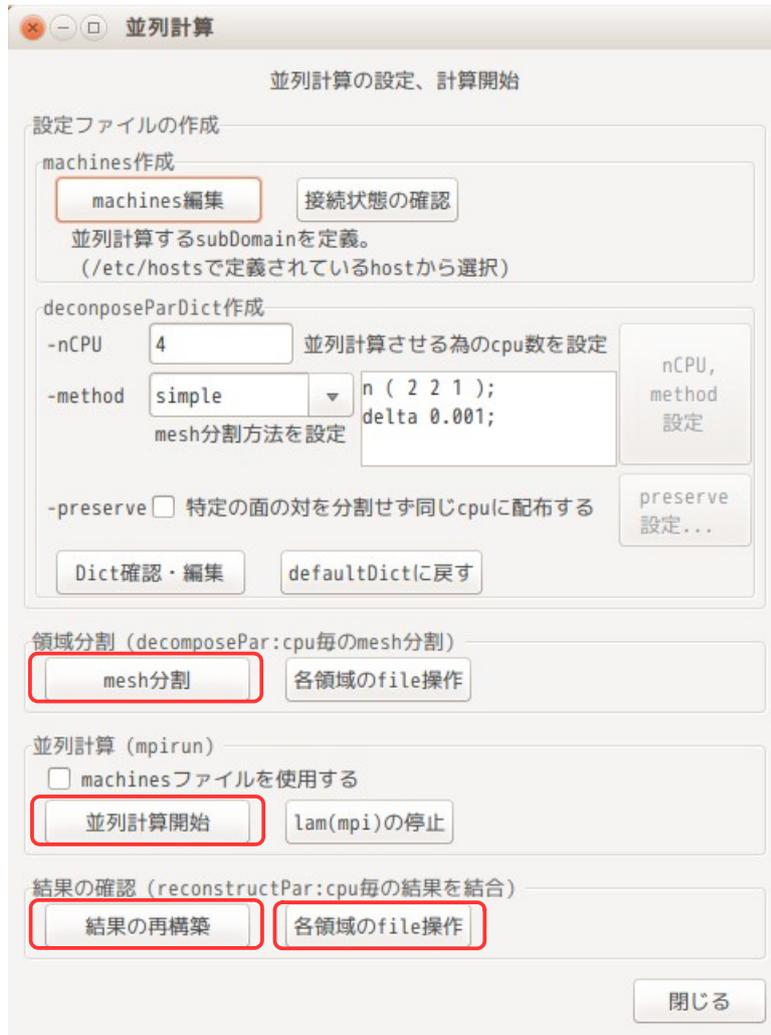 並列計算
並列計算の設定、計算開始
設定ファイルの作成
machines作成
machines編集
接続状態の確認
並列計算するsubDomainを定義。
(/etc/hostsで定義されているhostから選択)
deconposeParDict作成
-nCPU
4
並列計算させる為のcpu数を設定
nCPU,
method
設定
-method
simple
n ( 2 2 1 );
delta 0.001;
mesh分割方法を設定
-preserve
特定の面の対を分割せず同じcpuに配布する
preserve
設定...
Dict確認・編集
defaultDictに戻す
領域分割 (decomposePar:cpu毎のmesh分割)
mesh分割
各領域のfile操作
並列計算 (mpirun)
machinesファイルを使用する
並列計算開始
lam(mpi)の停止
結果の確認 (reconstructPar:cpu毎の結果を結合)
結果の再構築
各領域のfile操作
閉じる